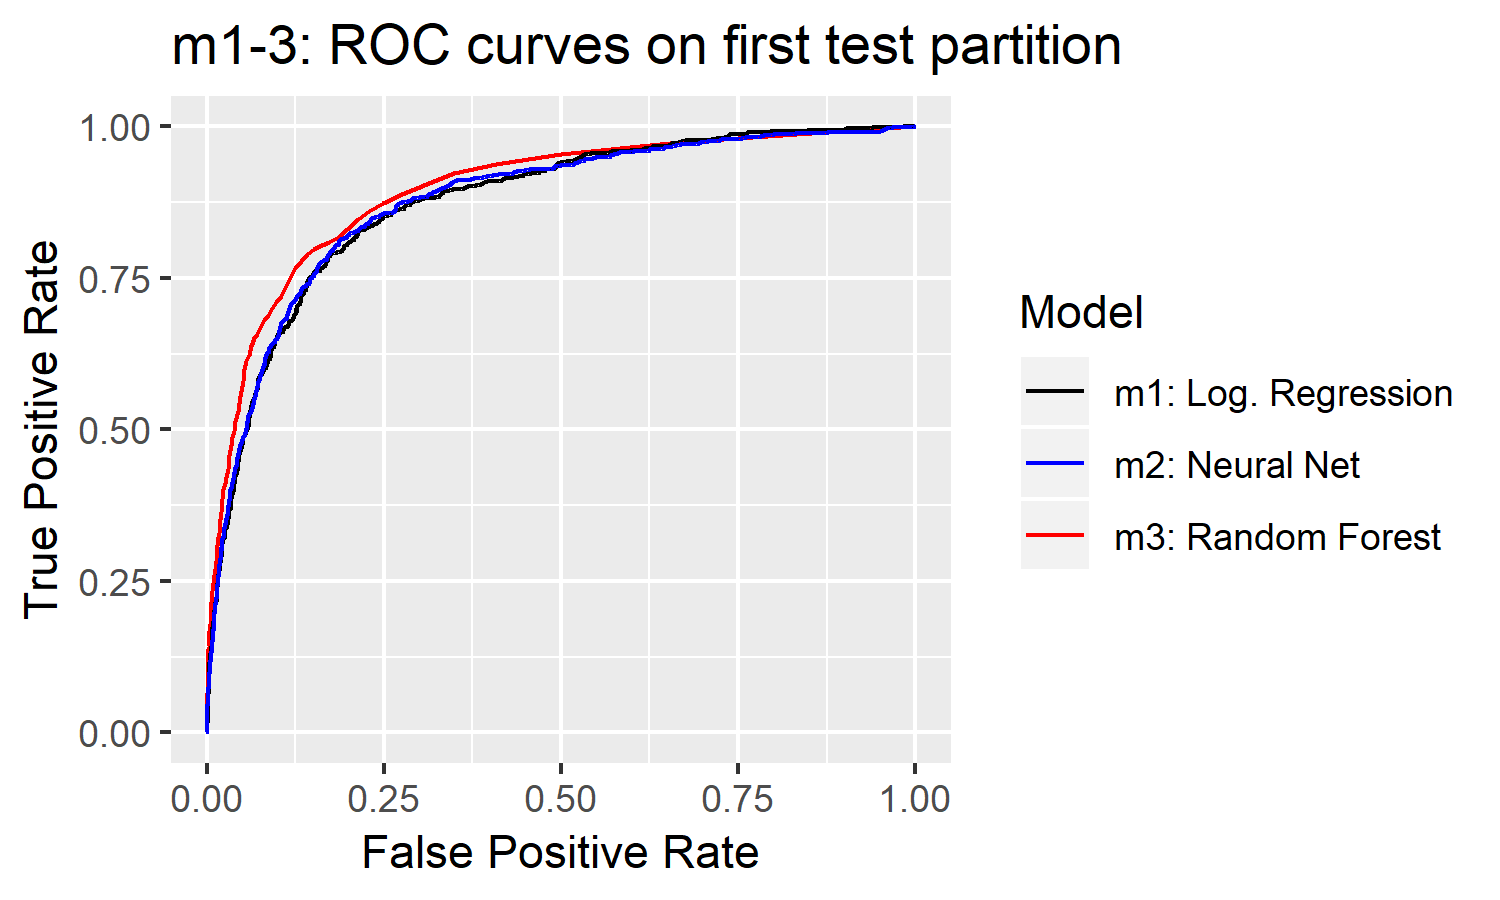 m1-3: ROC curves on first test partition
True Positive Rate
1.00
0.75
0.50
0.25
0.00
0.00 0.25 0.50 0.75 1.00
False Positive Rate
Model
m1: Log. Regression
m2: Neural Net
m3: Random Forest